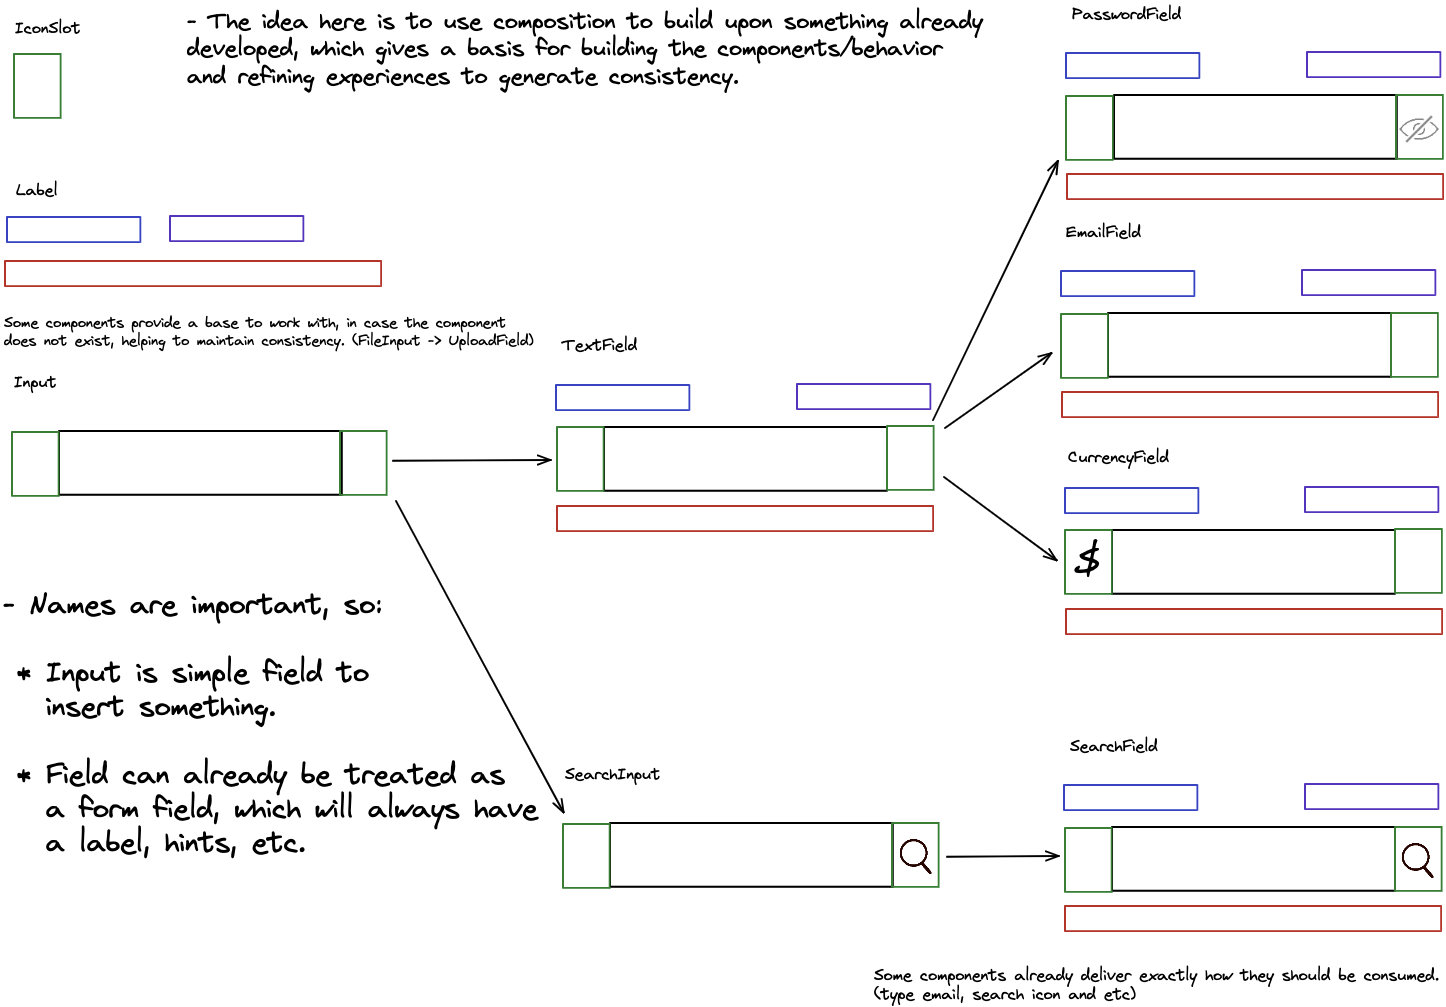 IconSlot
- The idea here is to use composition to build upon something already
developed, which gives a basis for building the components/behavior
and refining experiences to generate consistency.
Label
Some components provide a base to work with, in case the component
does not exist, helping to maintain consistency. (FileInput -> UploadField)
Input
TextField
PasswordField
EmailField
CurrencyField
$
- Names are important, so:
* Input is simple field to
insert something.
* Field can already be treated as
a form field, which will always have
a label, hints, etc.
SearchInput
SearchField
Some components already deliver exactly how they should be consumed.
(type email, search icon and etc)